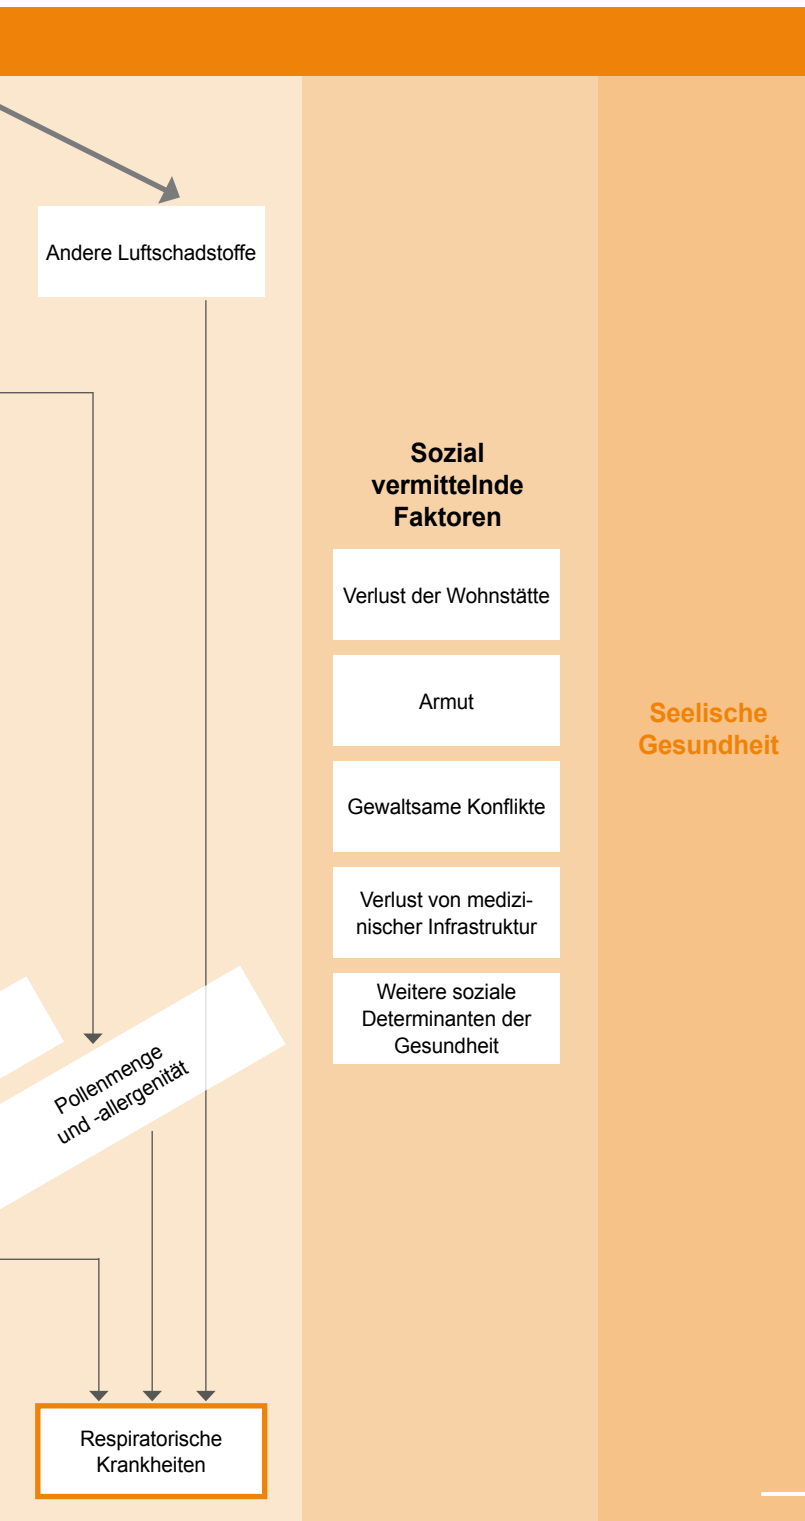 Andere Luftschadstoffe
Pollenmenge
und -allergenität
Respiratorische
Krankheiten
Sozial
vermittelnde
Faktoren
Verlust der Wohnstätte
Armut
Gewaltsame Konflikte
Verlust von medizi-
nischer Infrastruktur
Weitere soziale
Determinanten der
Gesundheit
Seelische
Gesundheit